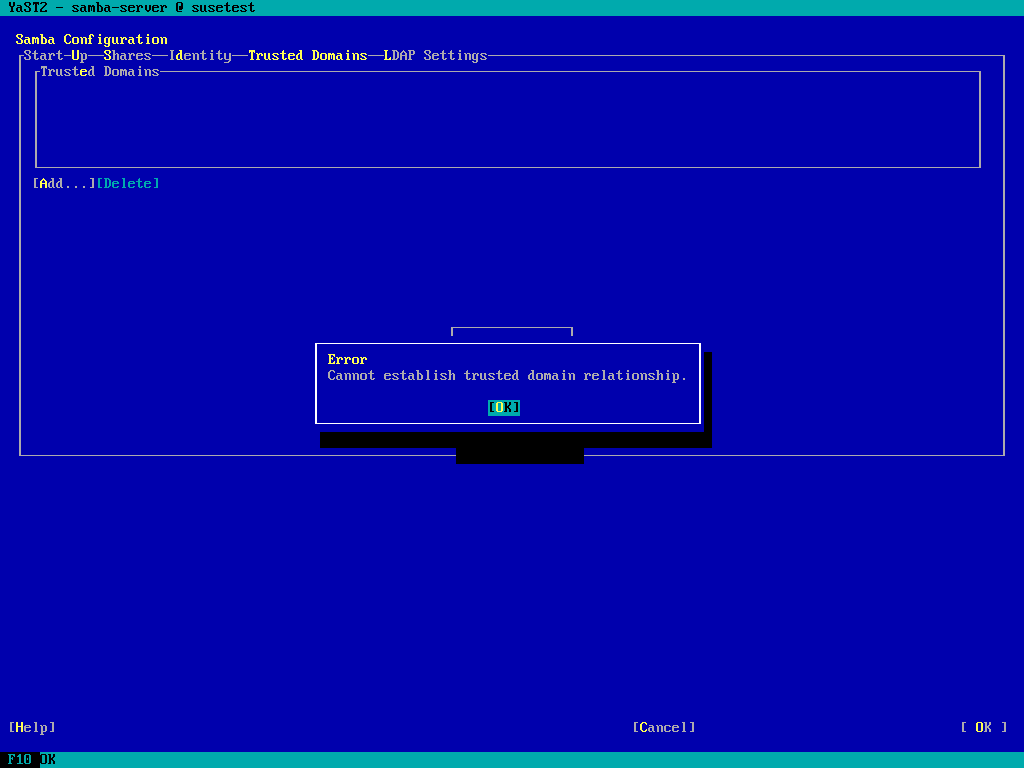 YaST2 - samba-server @ susetest
Samba Configuration
Start-Up Shares Identity Trusted Domains LDAP Settings
Trusted Domains
[Add...][Delete]
Error
Cannot establish trusted domain relationship.
[OK]
[Help] [Cancel] [ OK ]
F10 OK